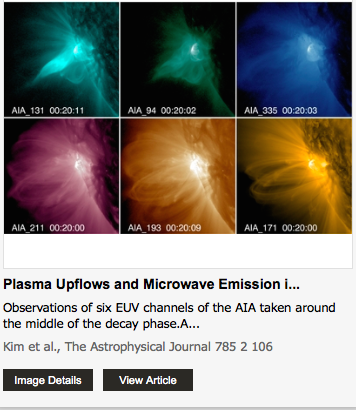 AIA_131 00:20:11
AIA_94 00:20:02
AIA_335 00:20:03
AIA_211 00:20:00
AIA_193 00:20:09
AIA_171 00:20:00
Plasma Upflows and Microwave Emission i...
Observations of six EUV channels of the AIA taken around
the middle of the decay phase.A...
Kim et al., The Astrophysical Journal 785 2 106
Image Details
View Article